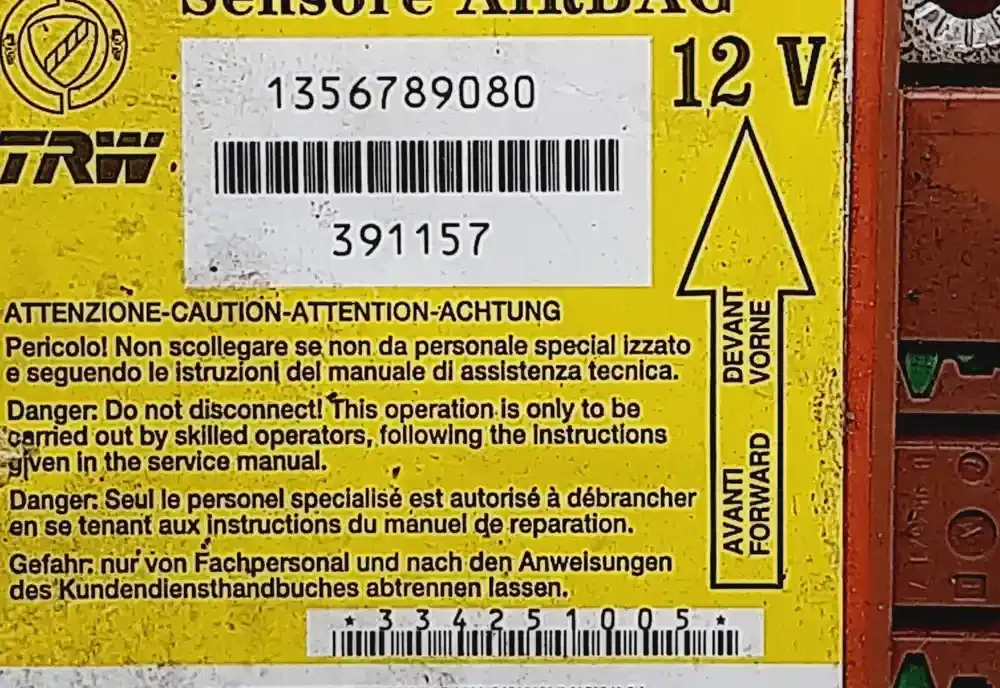 Sensore AIRBAG
12 V
1356789080
TRW
391157
ATTENZIONE-CAUTION-ATTENTION-ACHTUNG
Pericolo! Non scollegare se non da personale special izzato
e seguendo le istruzioni del manuale di assistenza tecnica.
Danger: Do not disconnect! This operation is only to be
carried out by skilled operators, following the Instructions
given in the service manual.
Danger: Seul le personel specialisé est autorisé à débrancher
en se tenant aux instructions du manuel de reparation.
Gefahr: nur von Fachpersonal und nach den Anweisungen
des Kundendiensthandbuches abtrennen lassen.
DEVANT
VORNE
AVANTI
FORWARD
* 334251005 *